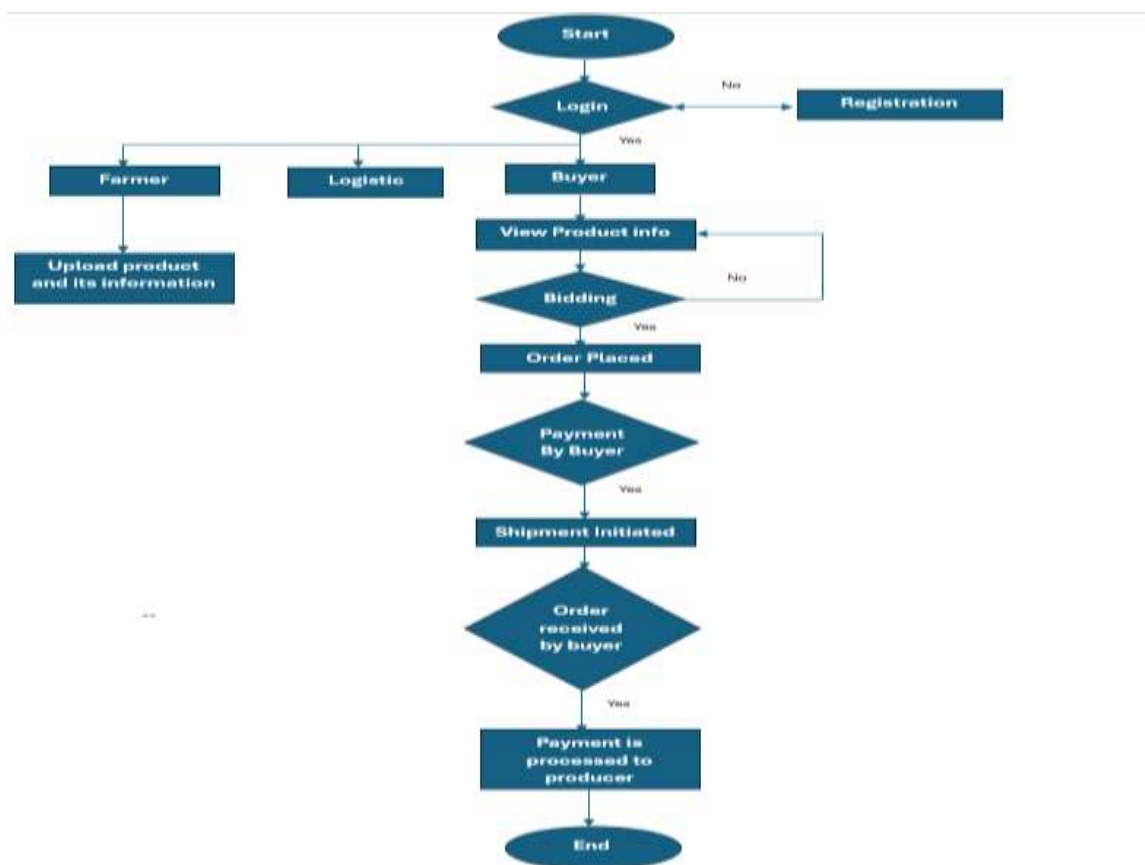 Start
Login
No
Registration
Yes
Farmer
Logistic
Buyer
View Product info
Upload product
and its information
No
Bidding
Yes
Order Placed
Payment
By Buyer
Yes
Shipment Initiated
Order
received
by buyer
--
Yes
Payment is
processed to
producer
End